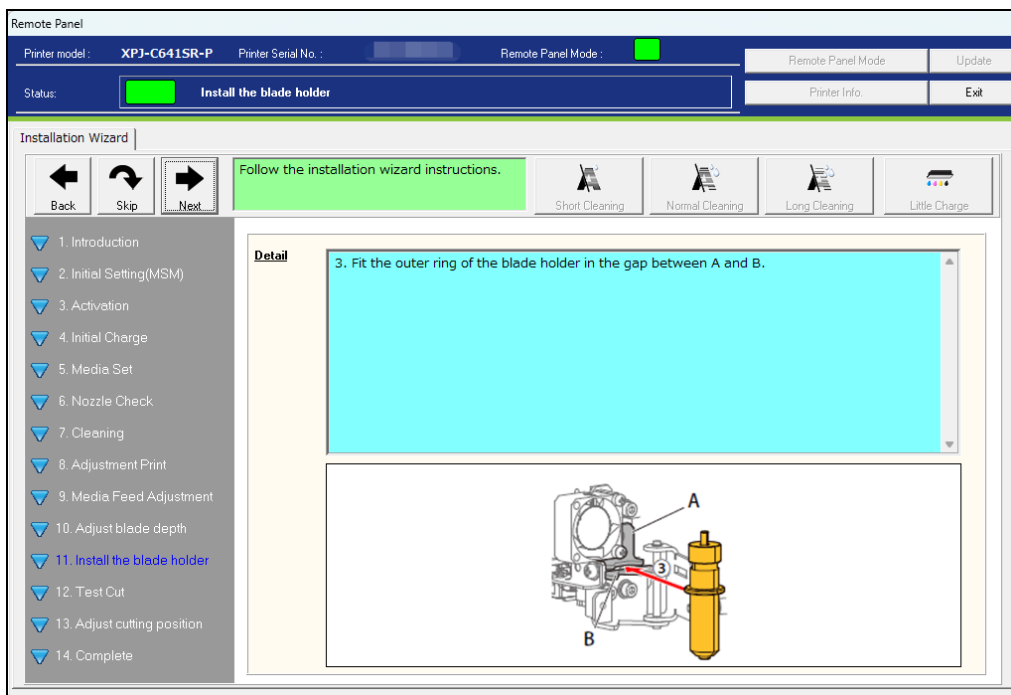 Remote Panel
Printer model : XPJ-C641SR-P Printer Serial No. : Remote Panel Mode :
Remote Panel Mode Update
Status: Install the blade holder
Printer Info. Exit
Installation Wizard
Back Skip Next
Follow the installation wizard instructions.
Short Cleaning Normal Cleaning Long Cleaning Little Charge
1. Introduction
2. Initial Setting(MSM)
3. Activation
4. Initial Charge
5. Media Set
6. Nozzle Check
7. Cleaning
8. Adjustment Print
9. Media Feed Adjustment
10. Adjust blade depth
11. Install the blade holder
12. Test Cut
13. Adjust cutting position
14. Complete
Detail
3. Fit the outer ring of the blade holder in the gap between A and B.
A
3
B